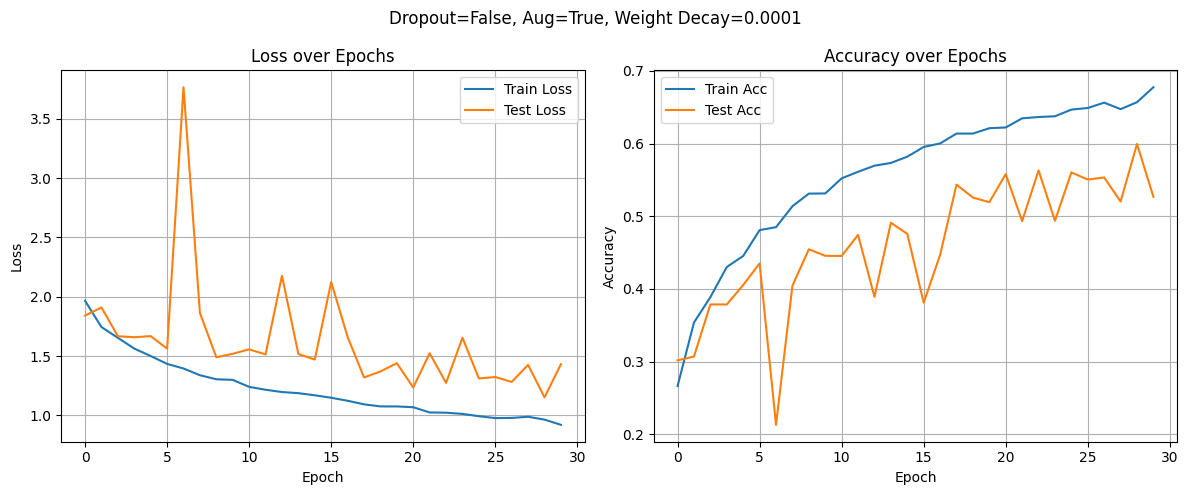 Dropout=False, Aug=True, Weight Decay=0.0001
Loss over Epochs
Train Loss
Test Loss
3.5
3.0
2.5
2.0
1.5
1.0
Loss
0
5
10
15
20
25
30
Epoch
Accuracy over Epochs
Train Acc
Test Acc
0.7
0.6
0.5
0.4
0.3
0.2
Accuracy
0
5
10
15
20
25
30
Epoch